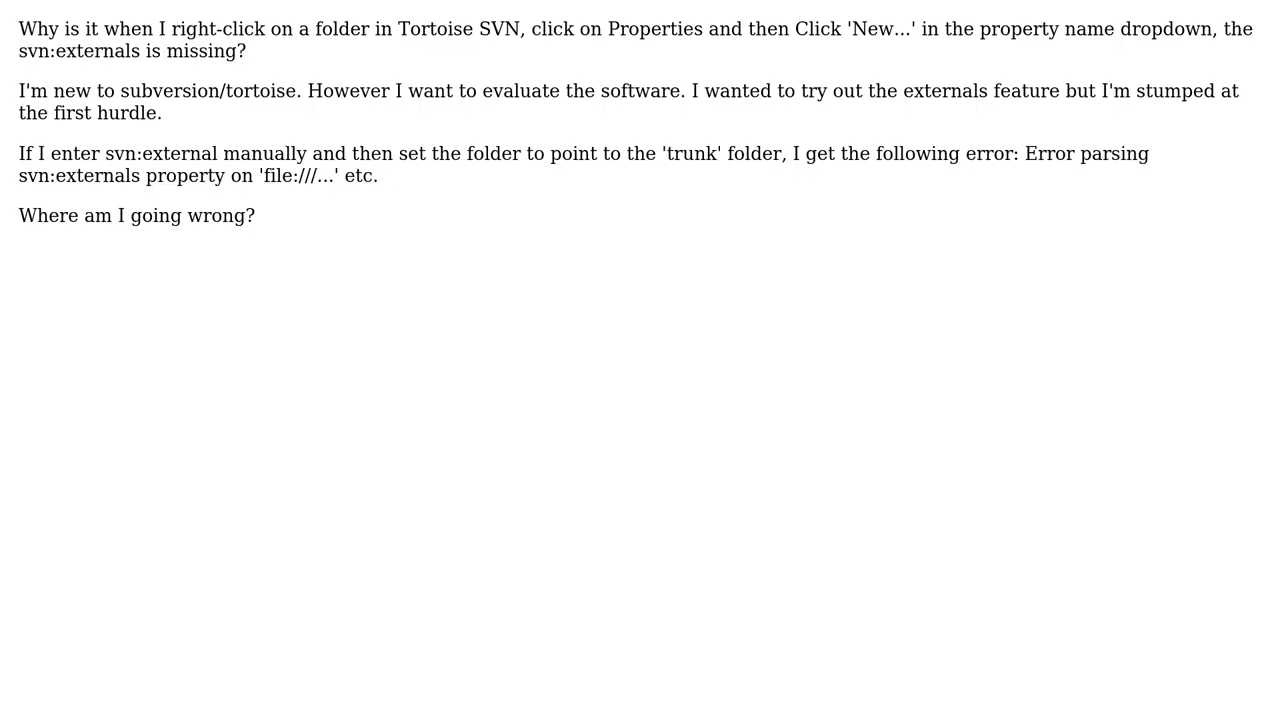 Why is it when I right-click on a folder in Tortoise SVN, click on Properties and then Click 'New...' in the property name dropdown, the
svn:externals is missing?
I'm new to subversion/tortoise. However I want to evaluate the software. I wanted to try out the externals feature but I'm stumped at
the first hurdle.
If I enter svn:external manually and then set the folder to point to the 'trunk' folder, I get the following error: Error parsing
svn:externals property on 'file:///...' etc.
Where am I going wrong?